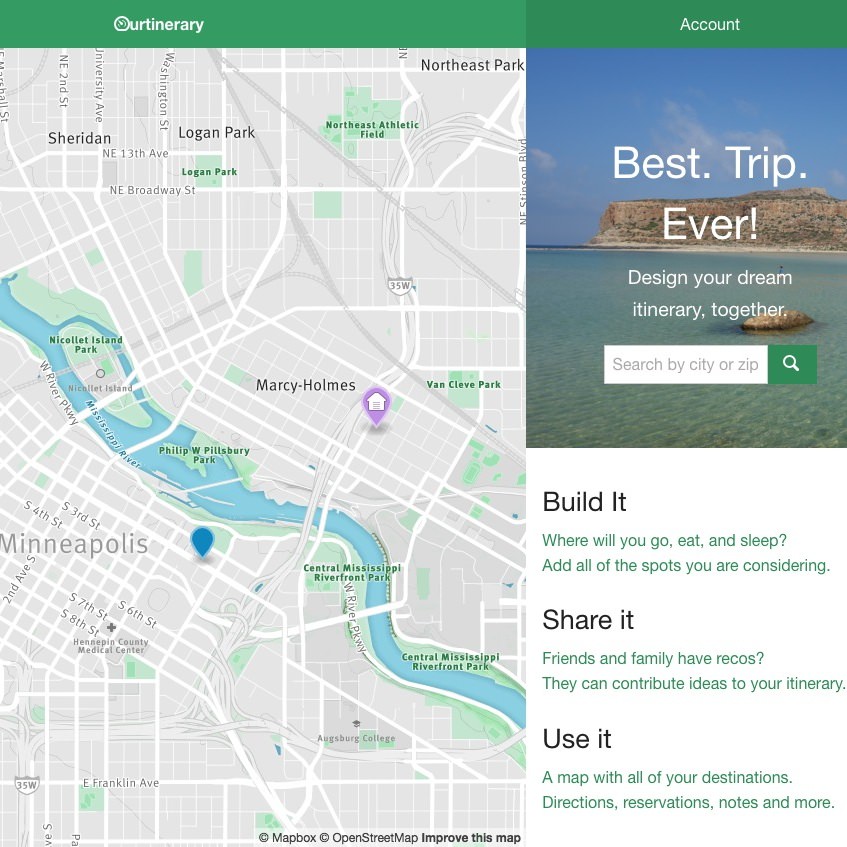 Ourtinerary
Account
Northeast Park
NE 2nd St
University Ave
Washington St
Sheridan
Logan Park
Northeast Athletic
Field
NE 13th Ave
Logan Park
NE Broadway St
NE Stinson Blvd
35W
Nicollet Island
Park
Nicollet Island
W River Pkwy
Mississippi River
Marcy-Holmes
Van Cleve Park
Philip W Pillsbury
Park
S 4th St
S 3rd St
Minneapolis
2nd Ave S
Central Mississippi
Riverfront Park
W River Pkwy
S 7th St
S 6th St
S 8th St
Hennepin County
Medical Center
Central Mississippi
Riverfront Park
Augsburg College
E Franklin Ave
35W
© Mapbox © OpenStreetMap Improve this map
Best. Trip.
Ever!
Design your dream
itinerary, together.
Search by city or zip
Build It
Where will you go, eat, and sleep?
Add all of the spots you are considering.
Share it
Friends and family have recos?
They can contribute ideas to your itinerary.
Use it
A map with all of your destinations.
Directions, reservations, notes and more.